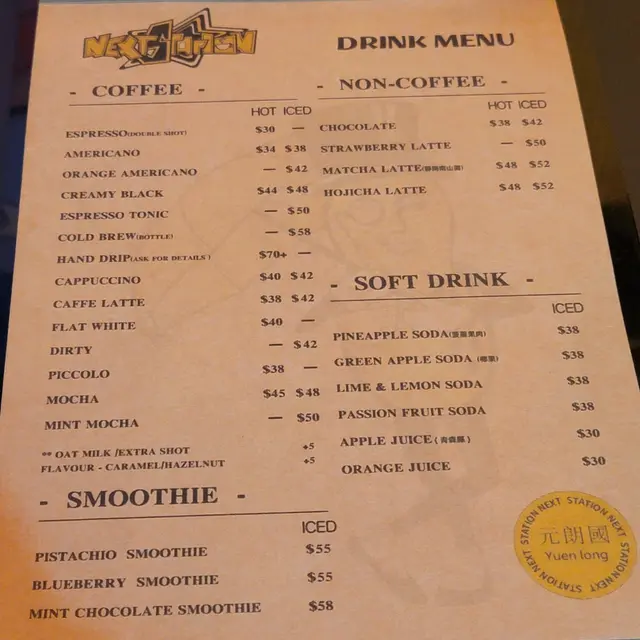 NEXT STATION
DRINK MENU
- COFFEE -
HOT ICED
ESPRESSO(DOUBLE SHOT) $30 —
AMERICANO $34 $38
ORANGE AMERICANO — $42
CREAMY BLACK $44 $48
ESPRESSO TONIC — $50
COLD BREW(BOTTLE) — $58
HAND DRIP(ASK FOR DETAILS) $70+ —
CAPPUCCINO $40 $42
CAFFE LATTE $38 $42
FLAT WHITE $40 —
DIRTY — $42
PICCOLO $38 —
MOCHA $45 $48
MINT MOCHA — $50
** OAT MILK /EXTRA SHOT +5
FLAVOUR - CARAMEL/HAZELNUT +5
- SMOOTHIE -
ICED
PISTACHIO SMOOTHIE $55
BLUEBERRY SMOOTHIE $55
MINT CHOCOLATE SMOOTHIE $58
- NON-COFFEE -
HOT ICED
CHOCOLATE $38 $42
STRAWBERRY LATTE — $50
MATCHA LATTE $48 $52
HOJICHA LATTE $48 $52
- SOFT DRINK -
ICED
PINEAPPLE SODA $38
GREEN APPLE SODA $38
LIME & LEMON SODA $38
PASSION FRUIT SODA $38
APPLE JUICE $30
ORANGE JUICE $30
STATION NEXT STATION NEXT STATION NEXT STATION NEXT
元朗國
Yuen long